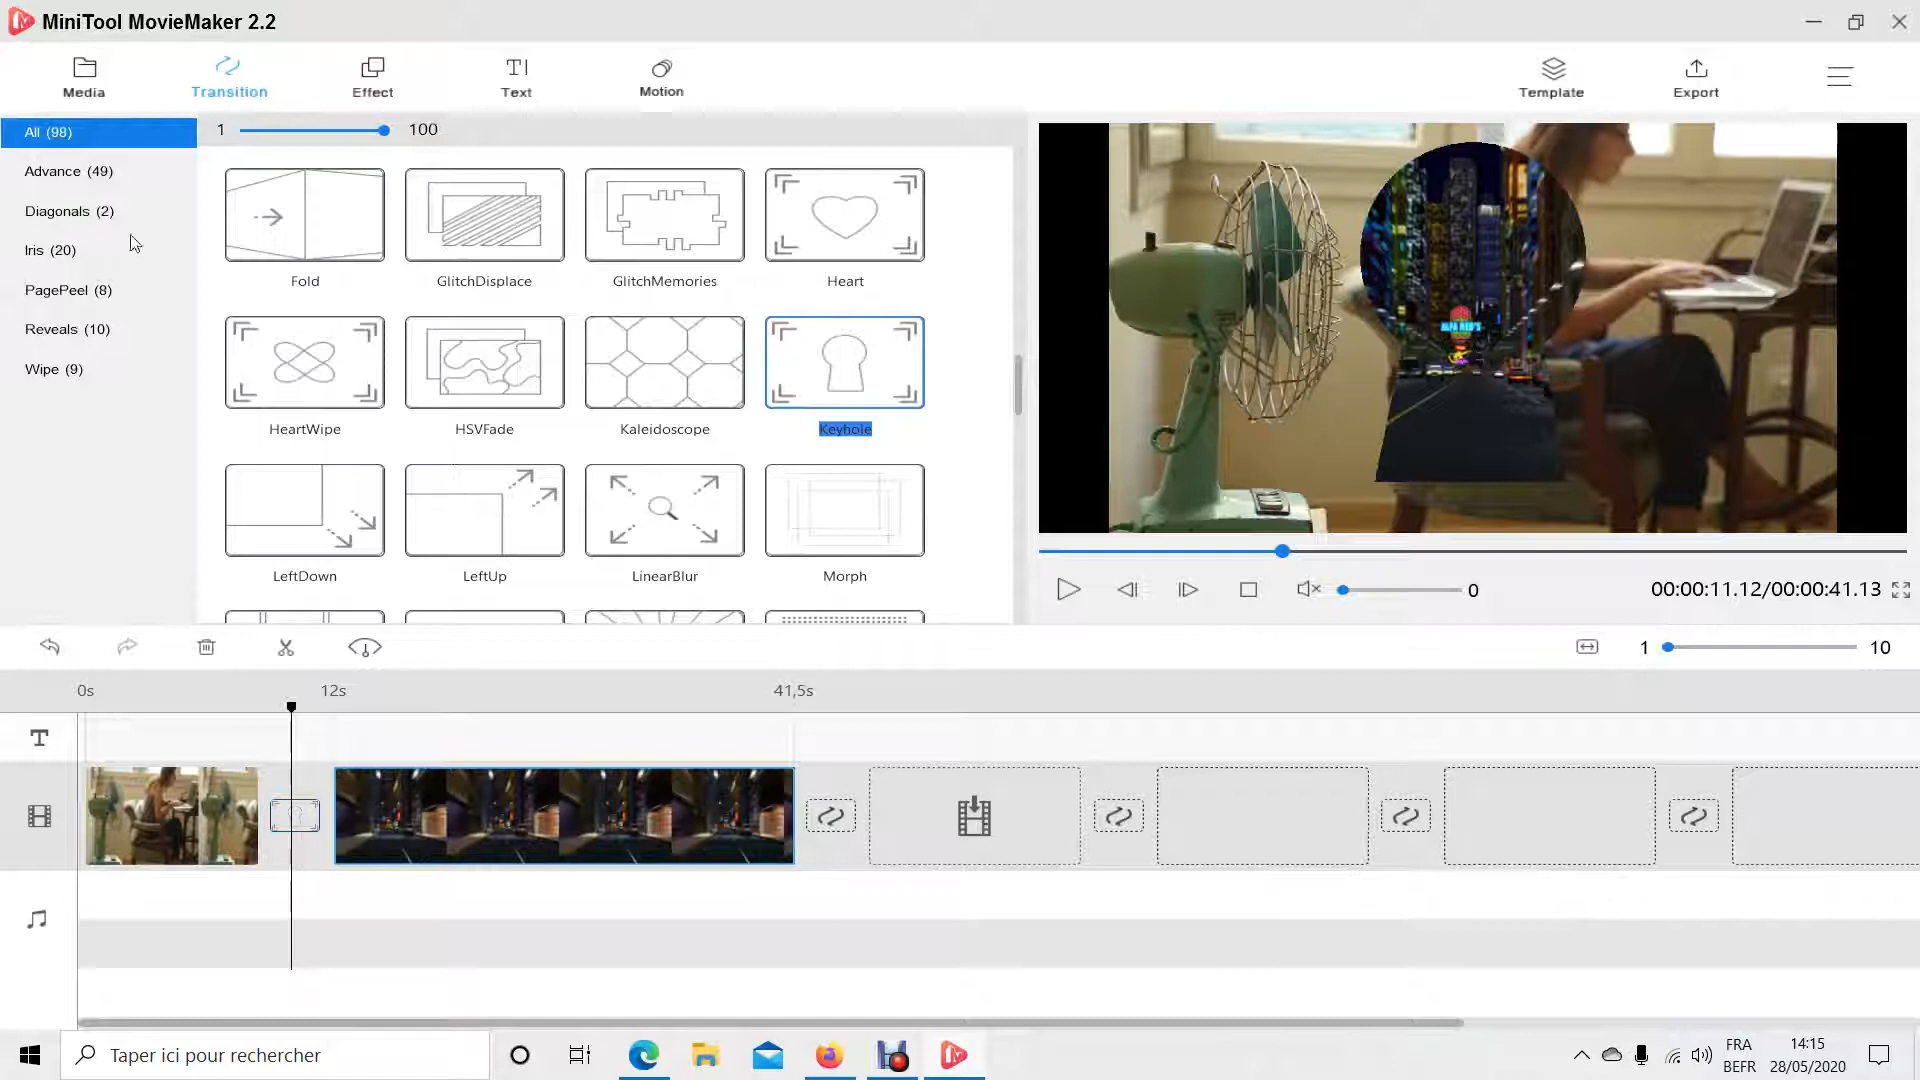 MiniTool MovieMaker 2.2
Media
Transition
Effect
Text
Motion
Template
Export
All (98)
Advance (49)
Diagonals (2)
Iris (20)
PagePeel (8)
Reveals (10)
Wipe (9)
1 100
Fold
GlitchDisplace
GlitchMemories
Heart
HeartWipe
HSVFade
Kaleidoscope
Keyhole
LeftDown
LeftUp
LinearBlur
Morph
ALFA RED'S
0
00:00:11.12/00:00:41.13
1 10
0s 12s 41,5s
Taper ici pour rechercher
FRA
BEFR
14:15
28/05/2020